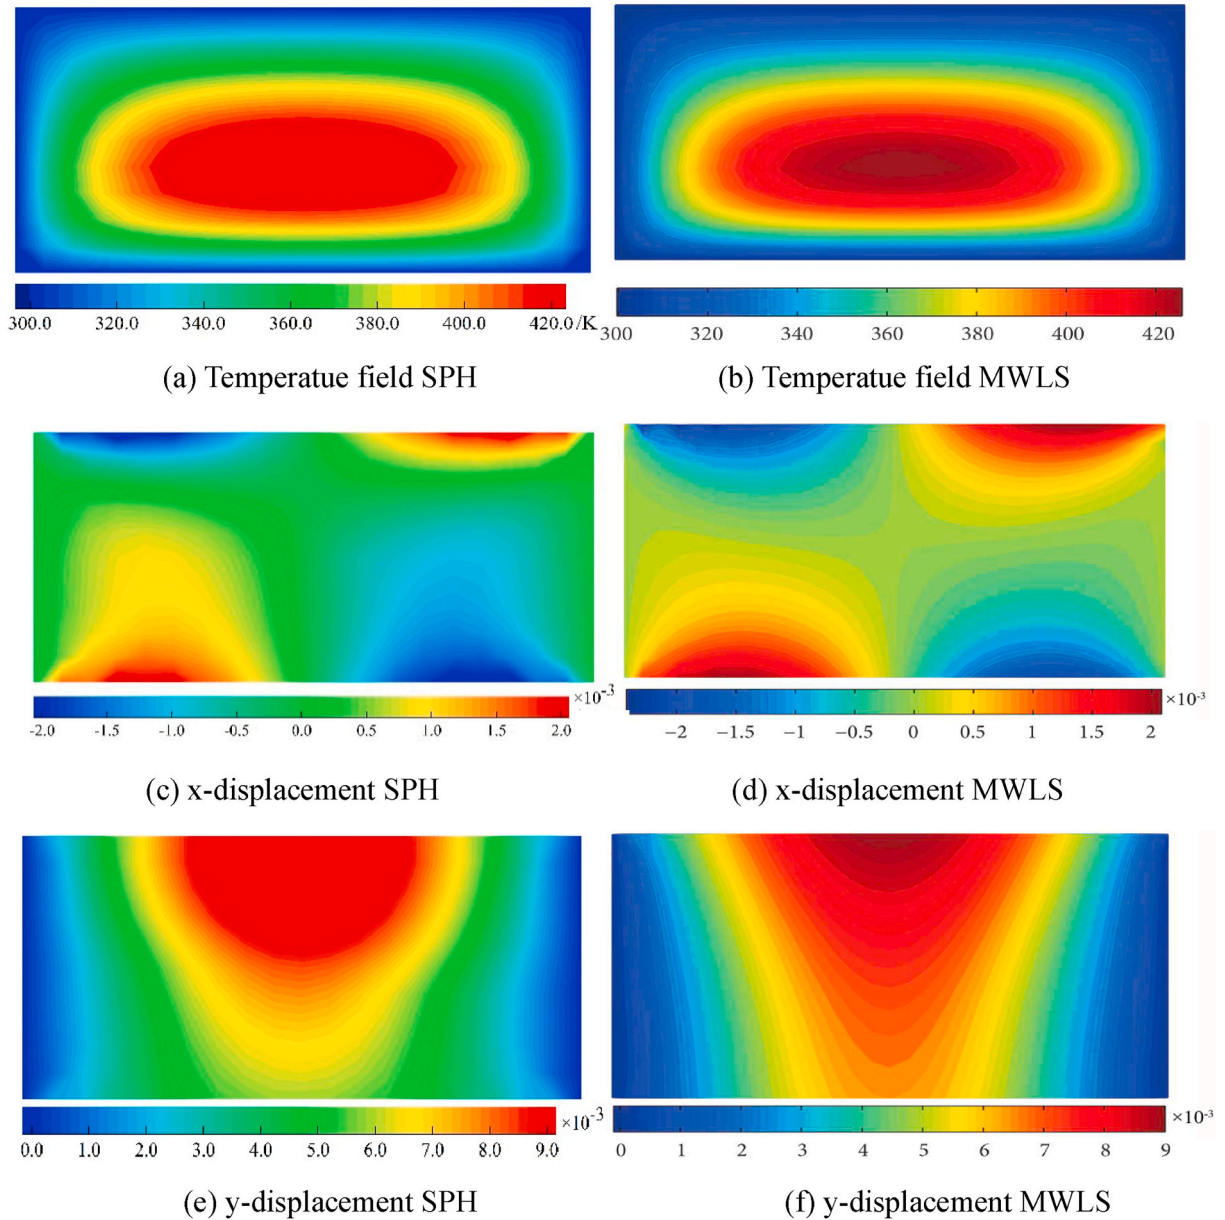 300.0 320.0 340.0 360.0 380.0 400.0 420.0 /K
300 320 340 360 380 400 420
(a) Temperatue field SPH
(b) Temperatue field MWLS
×10⁻³
-2.0 -1.5 -1.0 -0.5 0.0 0.5 1.0 1.5 2.0
×10⁻³
−2 −1.5 −1 −0.5 0 0.5 1 1.5 2
(c) x-displacement SPH
(d) x-displacement MWLS
×10⁻³
0.0 1.0 2.0 3.0 4.0 5.0 6.0 7.0 8.0 9.0
×10⁻³
0 1 2 3 4 5 6 7 8 9
(e) y-displacement SPH
(f) y-displacement MWLS